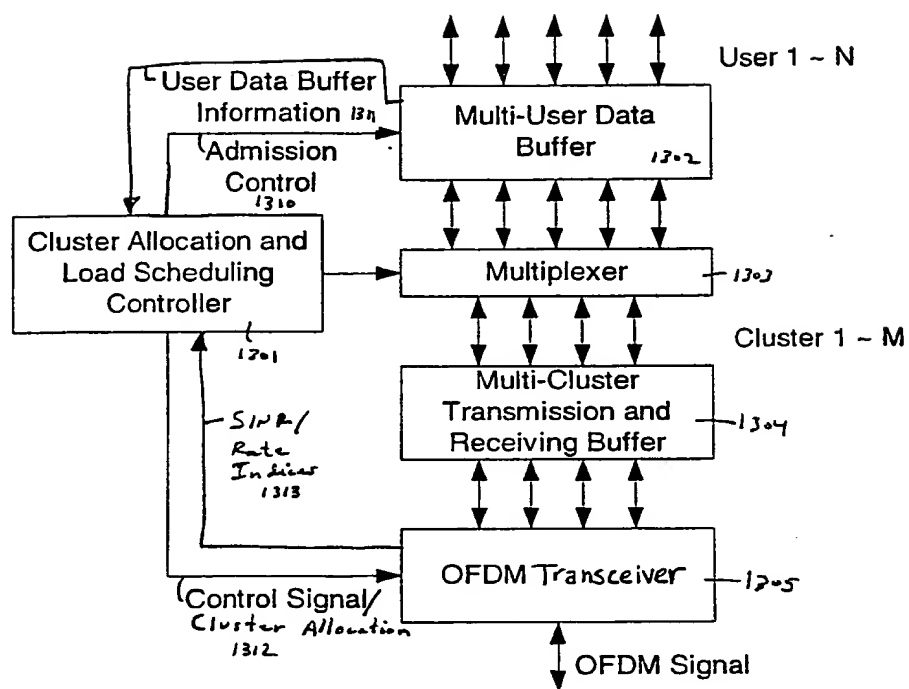 User 1 ~ N
User Data Buffer
Information 1311
Multi-User Data
Buffer
1302
Admission
Control
1310
Cluster Allocation and
Load Scheduling
Controller
1301
Multiplexer
1303
Cluster 1 ~ M
Multi-Cluster
Transmission and
Receiving Buffer
1304
SINR/
Rate
Indices
1313
OFDM Transceiver
1305
Control Signal/
Cluster Allocation
1312
OFDM Signal